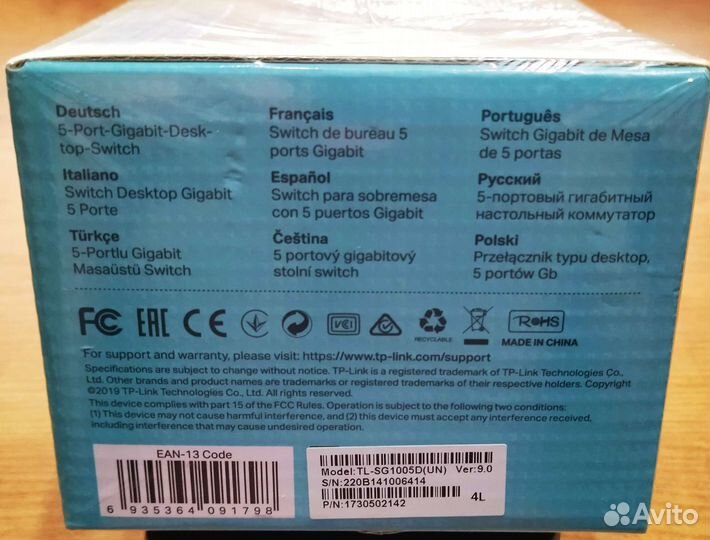 Deutsch
5-Port-Gigabit-Desk-
top-Switch
Français
Switch de bureau 5
ports Gigabit
Português
Switch Gigabit de Mesa
de 5 portas
Italiano
Switch Desktop Gigabit
5 Porte
Español
Switch para sobremesa
con 5 puertos Gigabit
Русский
5-портовый гигабитный
настольный коммутатор
Türkçe
5-Portlu Gigabit
Masaüstü Switch
Čeština
5 portový gigabitový
stolní switch
Polski
Przełącznik typu desktop,
5 portów Gb
FC EAC CE VCCI RECYCLABLE RoHS
MADE IN CHINA
For support and warranty, please visit: https://www.tp-link.com/support
Specifications are subject to change without notice. TP-Link is a registered trademark of TP-Link Technologies Co.,
Ltd. Other brands and product names are trademarks or registered trademarks of their respective holders. Copyright
©2019 TP-Link Technologies Co., Ltd. All rights reserved.
This device complies with part 15 of the FCC Rules. Operation is subject to the following two conditions:
(1) This device may not cause harmful interference, and (2) this device must accept any interference received,
including interference that may cause undesired operation.
EAN-13 Code
6 935364 091798
Model:TL-SG1005D(UN) Ver:9.0
S/N:220B141006414
4L
P/N:1730502142
Avito